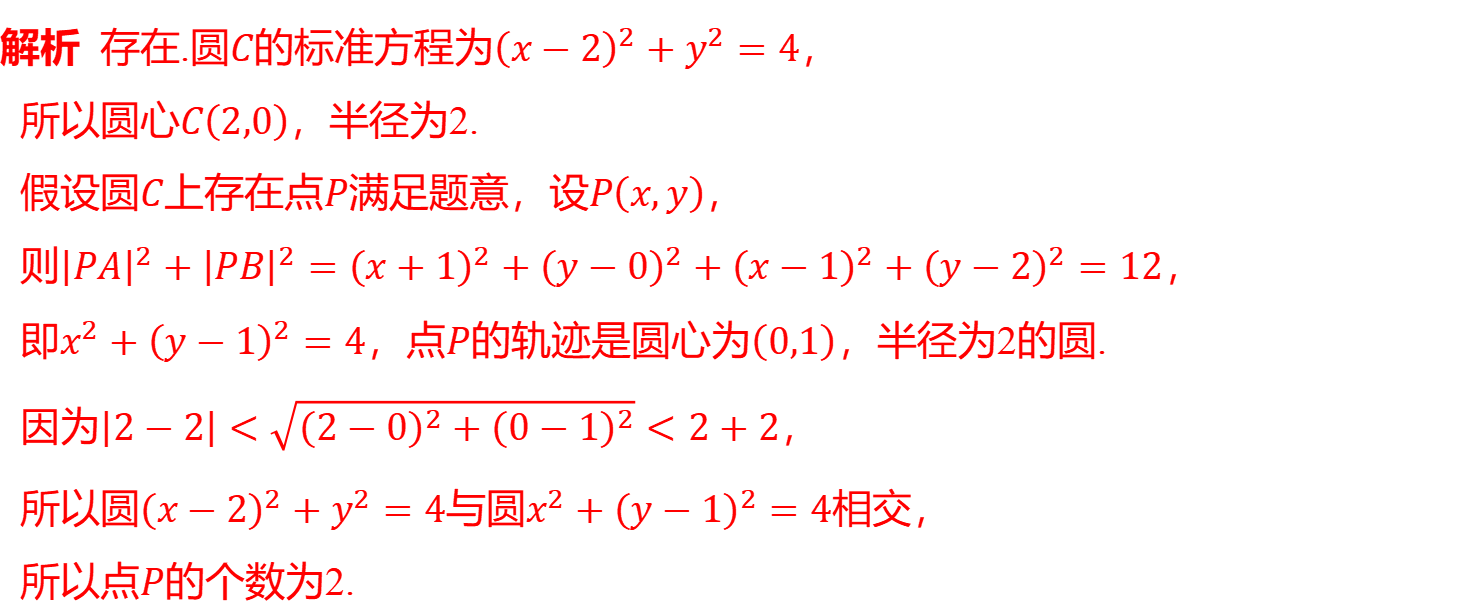 解析 存在.圆C的标准方程为(x − 2)² + y² = 4,
所以圆心C(2,0)，半径为2.
假设圆C上存在点P满足题意，设P(x, y),
则|PA|² + |PB|² = (x + 1)² + (y − 0)² + (x − 1)² + (y − 2)² = 12,
即x² + (y − 1)² = 4，点P的轨迹是圆心为(0,1)，半径为2的圆.
因为|2 − 2| < √((2 − 0)² + (0 − 1)²) < 2 + 2,
所以圆(x − 2)² + y² = 4与圆x² + (y − 1)² = 4相交,
所以点P的个数为2.